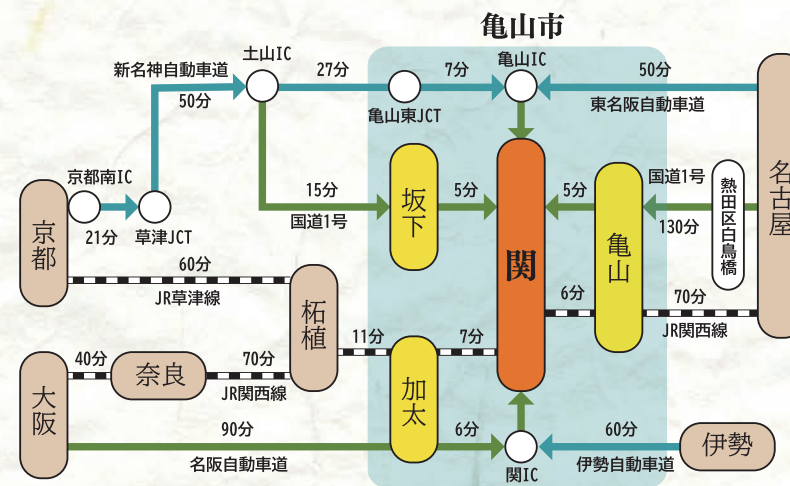 亀山市
土山IC
亀山IC
新名神自動車道
27分
7分
50分
50分
亀山東JCT
東名阪自動車道
京都南IC
21分
草津JCT
京都
15分
国道1号
坂下
5分
関
5分
亀山
国道1号
130分
熱田区白鳥橋
名古屋
60分
JR草津線
柘植
6分
70分
JR関西線
11分
7分
40分
奈良
70分
JR関西線
大阪
加太
90分
名阪自動車道
6分
関IC
60分
伊勢自動車道
伊勢